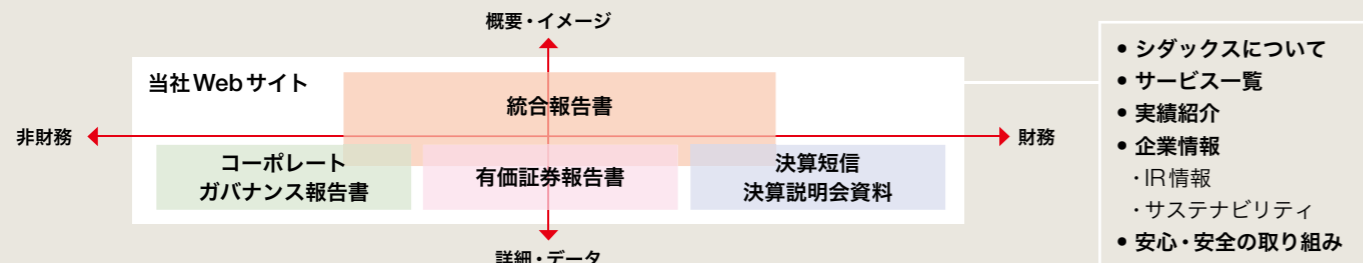 概要・イメージ
当社Webサイト
統合報告書
非財務
財務
コーポレート
ガバナンス報告書
有価証券報告書
決算短信
決算説明会資料
詳細・データ
• シダックスについて
• サービス一覧
• 実績紹介
• 企業情報
・IR情報
・サステナビリティ
• 安心・安全の取り組み